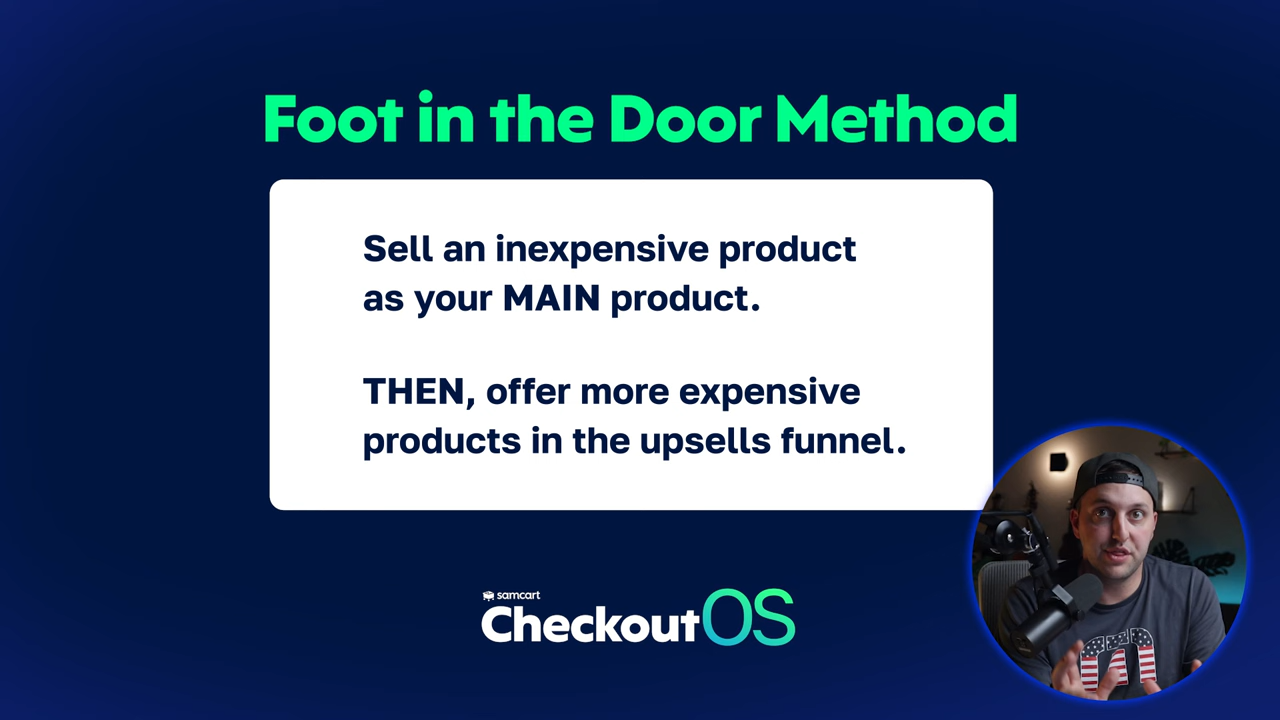 Foot in the Door Method
Sell an inexpensive product
as your MAIN product.
THEN, offer more expensive
products in the upsells funnel.
samcart
CheckoutOS